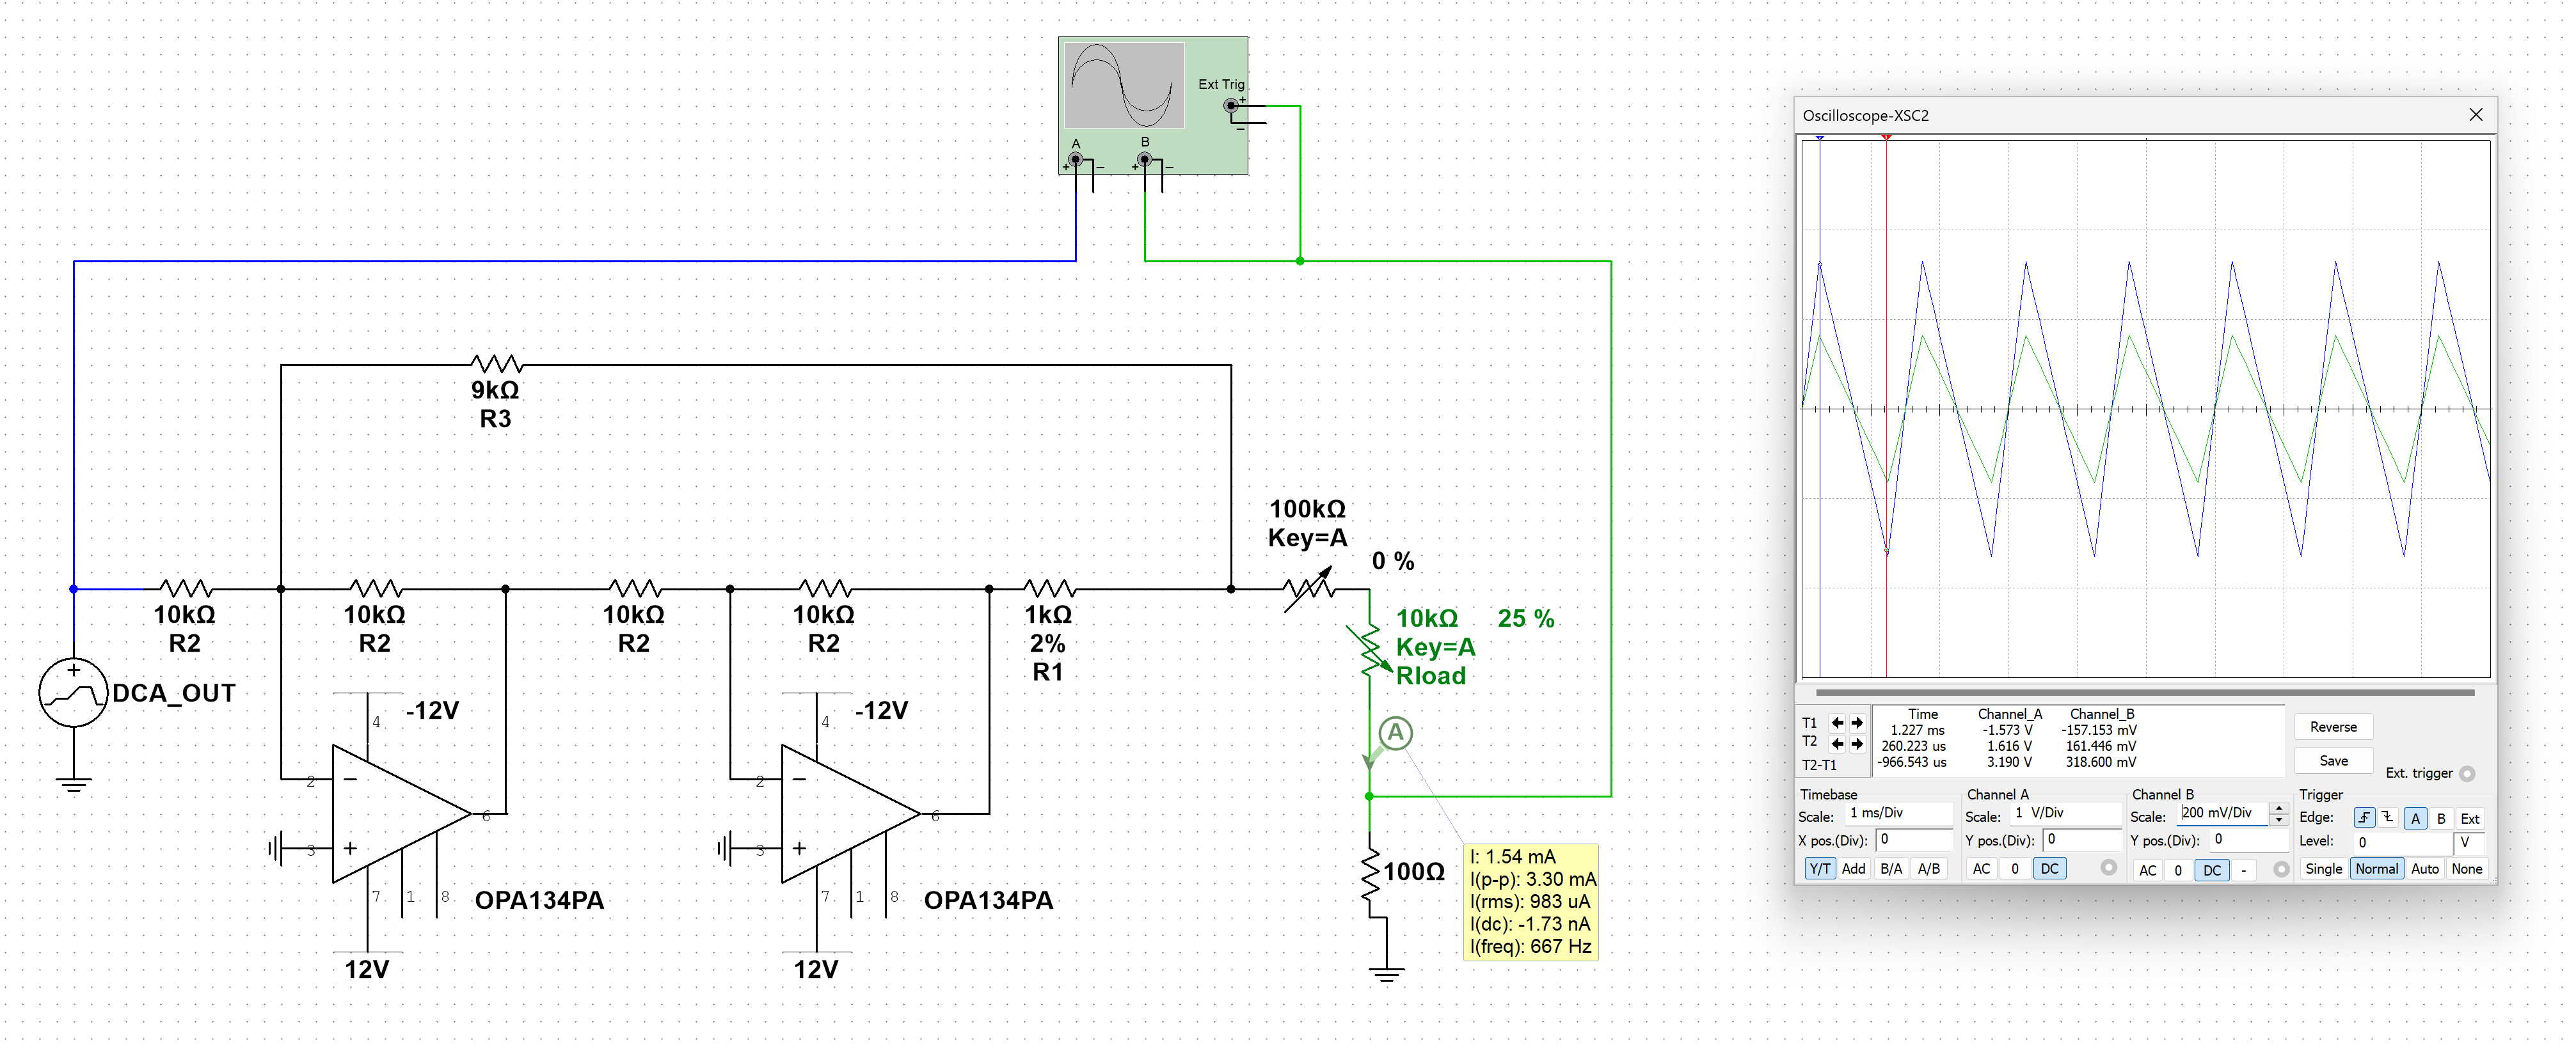 Ext Trig
+
−
A
B
+
−
+
−
9kΩ
R3
100kΩ
Key=A
0 %
10kΩ
R2
10kΩ
R2
10kΩ
R2
10kΩ
R2
1kΩ
2%
R1
10kΩ 25 %
Key=A
Rload
DCA_OUT
-12V
4
2
3
6
7
1
8
OPA134PA
12V
-12V
4
2
3
6
7
1
8
OPA134PA
12V
A
100Ω
I: 1.54 mA
I(p-p): 3.30 mA
I(rms): 983 uA
I(dc): -1.73 nA
I(freq): 667 Hz
Oscilloscope-XSC2
Time Channel_A Channel_B
T1 1.227 ms -1.573 V -157.153 mV
T2 260.223 us 1.616 V 161.446 mV
T2-T1 -966.543 us 3.190 V 318.600 mV
Reverse
Save
Ext. trigger
Timebase
Scale: 1 ms/Div
X pos.(Div): 0
Y/T Add B/A A/B
Channel A
Scale: 1 V/Div
Y pos.(Div): 0
AC 0 DC
Channel B
Scale: 200 mV/Div
Y pos.(Div): 0
AC 0 DC -
Trigger
Edge: A B Ext
Level: 0 V
Single Normal Auto None